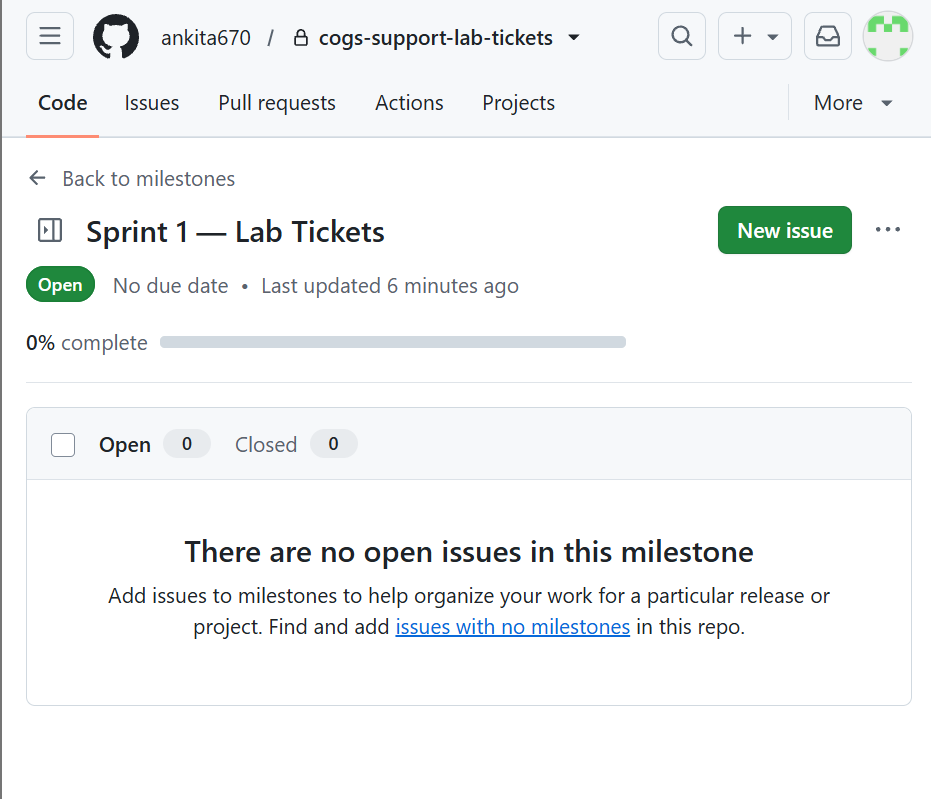 ankita670 / cogs-support-lab-tickets
Code Issues Pull requests Actions Projects More
Back to milestones
Sprint 1 — Lab Tickets New issue
Open No due date • Last updated 6 minutes ago
0% complete
Open 0 Closed 0
There are no open issues in this milestone
Add issues to milestones to help organize your work for a particular release or
project. Find and add issues with no milestones in this repo.